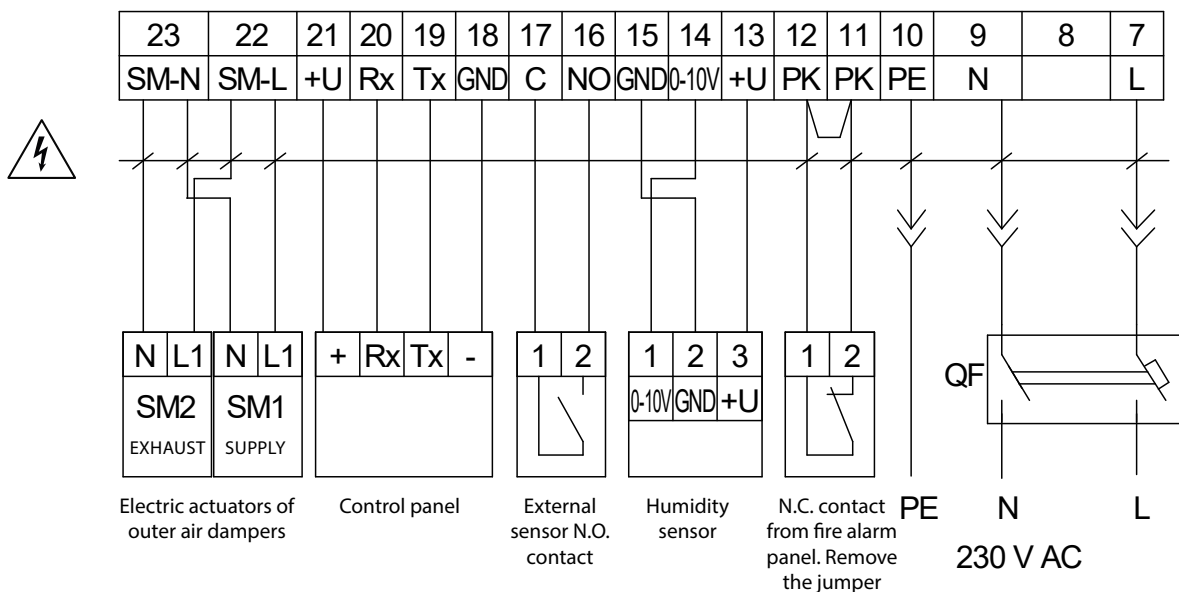 23 22 21 20 19 18 17 16 15 14 13 12 11 10 9 8 7
SM-N SM-L +U Rx Tx GND C NO GND 0-10V +U PK PK PE N L
N L1 N L1 + Rx Tx - 1 2 1 2 3 1 2
QF
SM2 SM1 0-10V GND +U
EXHAUST SUPPLY
Electric actuators of
outer air dampers
Control panel
External
sensor N.O.
contact
Humidity
sensor
N.C. contact
from fire alarm
panel. Remove
the jumper
PE N L
230 V AC